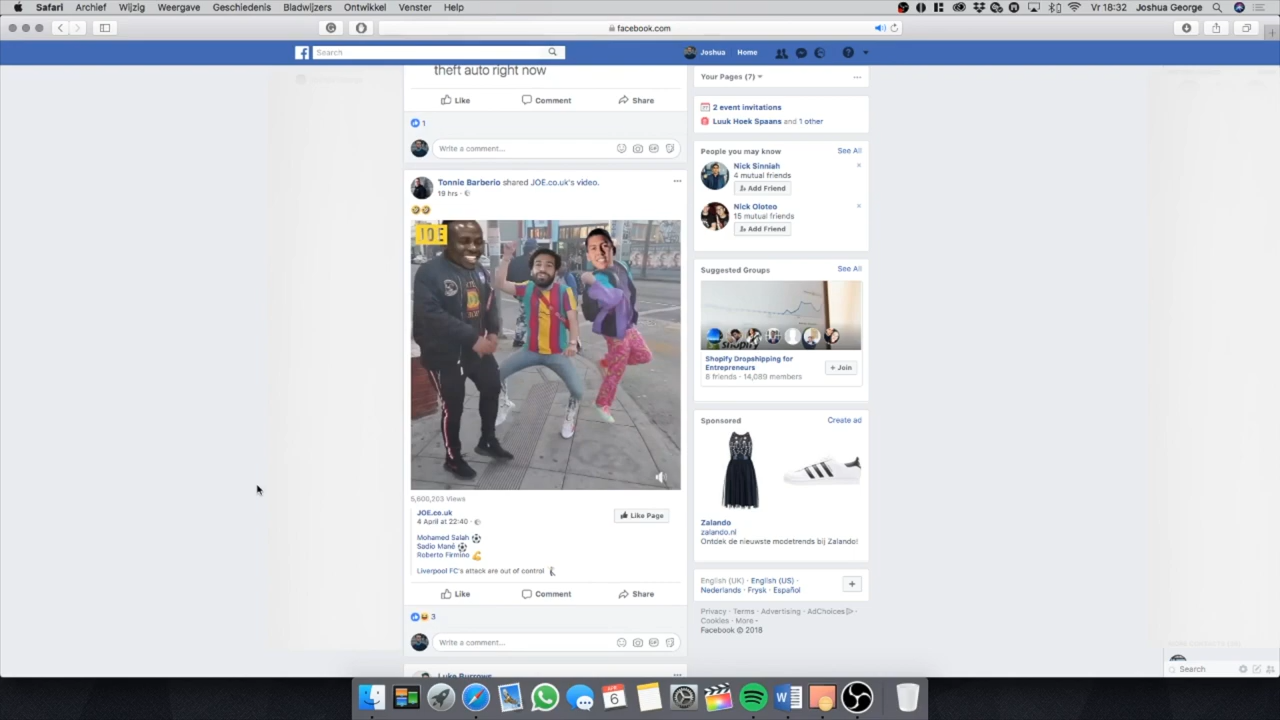 Safari Archief Wijzig Weergave Geschiedenis Bladwijzers Ontwikkel Venster Help Vr 18:32 Joshua George
facebook.com
Search Joshua Home
theft auto right now
Like Comment Share
1
Write a comment...
Tonnie Barberio shared JOE.co.uk's video.
19 hrs ·
JOE
5,600,203 Views
JOE.co.uk
4 April at 22:40 ·
Like Page
Mohamed Salah ⚽
Sadio Mané ⚽
Roberto Firmino 💪
Liverpool FC's attack are out of control
Like Comment Share
3
Write a comment...
Luke Burrows
Your Pages (7)
2 event invitations
Luuk Hoek Spaans and 1 other
People you may know See All
Nick Sinniah
4 mutual friends
Add Friend
Nick Oloteo
15 mutual friends
Add Friend
Suggested Groups See All
shopify
Shopify Dropshipping for
Entrepreneurs
8 friends · 14,089 members
+ Join
Sponsored Create ad
Zalando
zalando.nl
Ontdek de nieuwste modetrends bij Zalando!
English (UK) · English (US) ·
Nederlands · Frysk · Español
Privacy · Terms · Advertising · AdChoices ·
Cookies · More ·
Facebook © 2018
Search
6